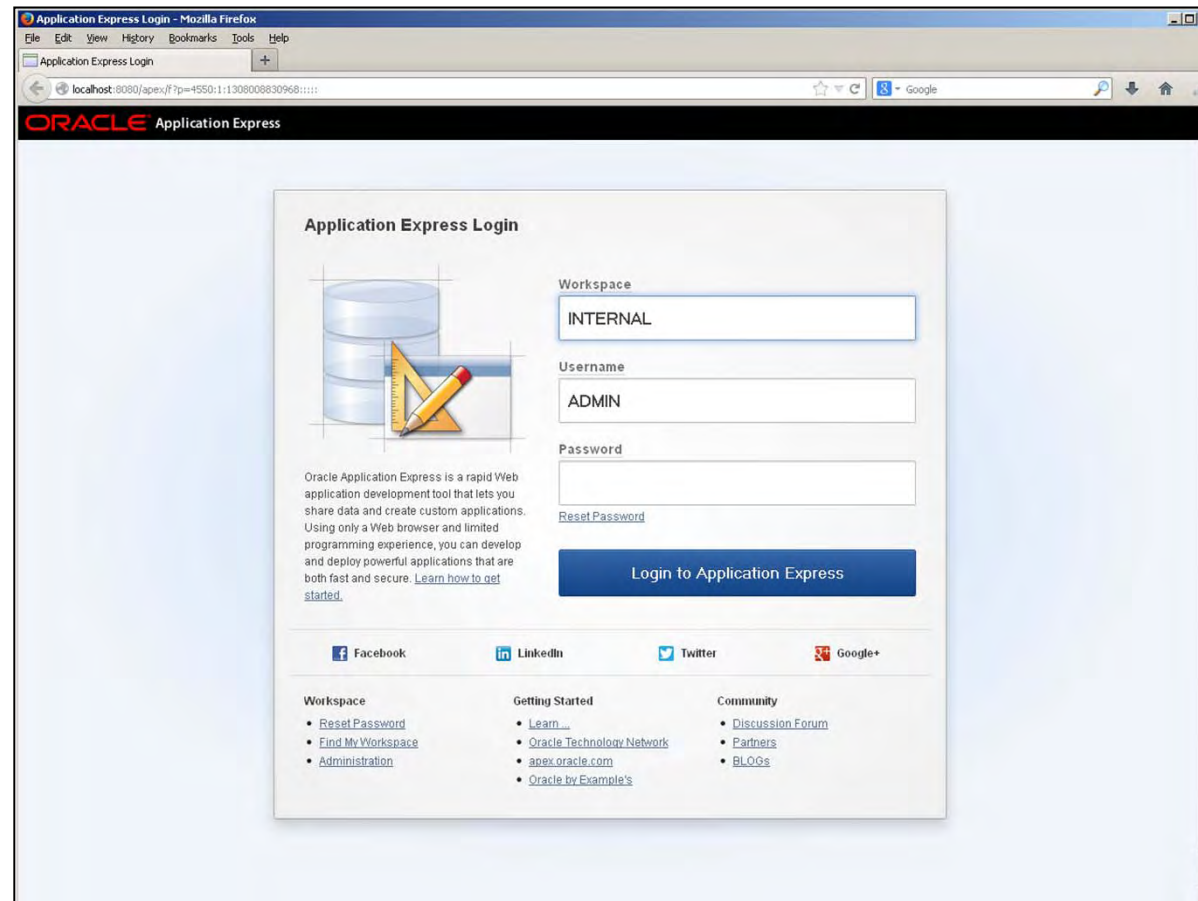 Application Express Login - Mozilla Firefox
File Edit View History Bookmarks Tools Help
Application Express Login +
localhost:8080/apex/f?p=4550:1:1308008830968:::::
8 - Google
ORACLE Application Express
Application Express Login
Workspace
INTERNAL
Username
ADMIN
Password
Reset Password
Login to Application Express
Oracle Application Express is a rapid Web
application development tool that lets you
share data and create custom applications.
Using only a Web browser and limited
programming experience, you can develop
and deploy powerful applications that are
both fast and secure. Learn how to get
started.
Facebook LinkedIn Twitter Google+
Workspace
• Reset Password
• Find My Workspace
• Administration
Getting Started
• Learn ...
• Oracle Technology Network
• apex.oracle.com
• Oracle by Example's
Community
• Discussion Forum
• Partners
• BLOGs